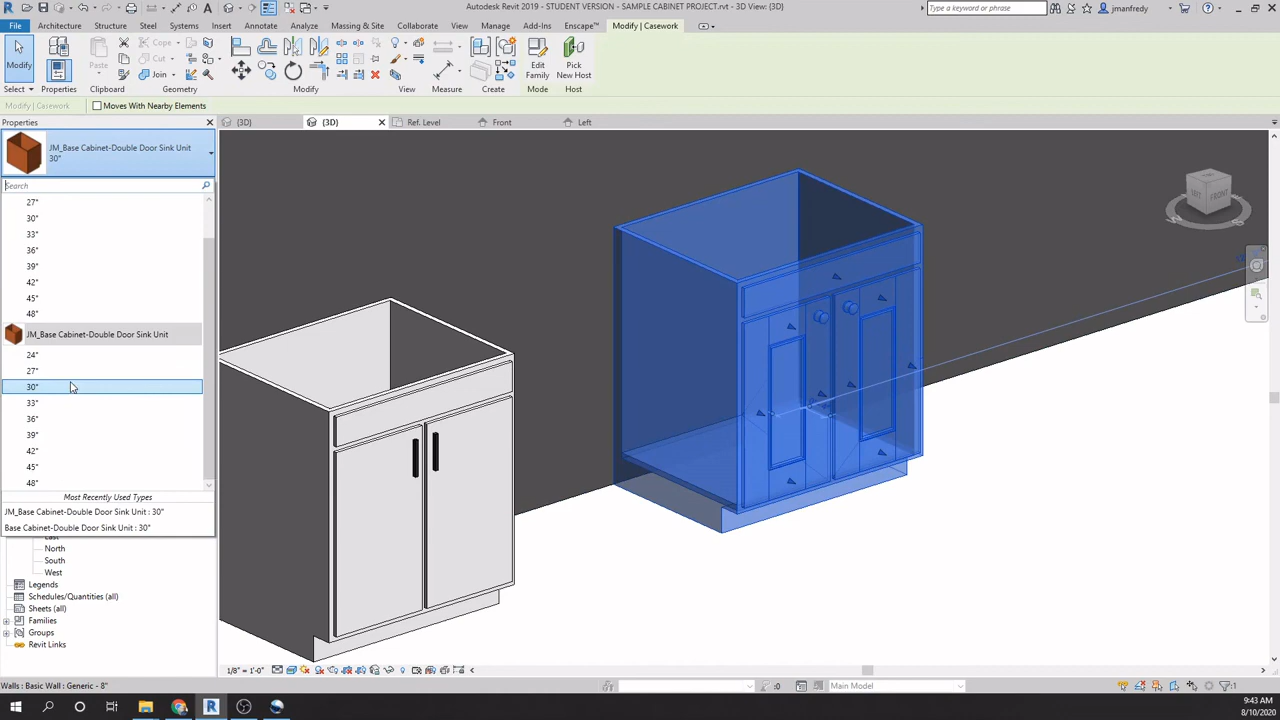 Autodesk Revit 2019 - STUDENT VERSION - SAMPLE CABINET PROJECT.rvt - 3D View: {3D}
Type a keyword or phrase
jmanfredy
File Architecture Structure Steel Systems Insert Annotate Analyze Massing & Site Collaborate View Manage Add-Ins Enscape™ Modify | Casework
Modify
Paste
Cope
Cut
Join
Edit Family
Pick New Host
Select Properties Clipboard Geometry Modify View Measure Create Mode Host
Modify | Casework
Moves With Nearby Elements
Properties
{3D}
{3D}
Ref. Level
Front
Left
JM_Base Cabinet-Double Door Sink Unit
30"
Search
27"
30"
33"
36"
39"
42"
45"
48"
JM_Base Cabinet-Double Door Sink Unit
24"
27"
30"
33"
36"
39"
42"
45"
48"
Most Recently Used Types
JM_Base Cabinet-Double Door Sink Unit : 30"
Base Cabinet-Double Door Sink Unit : 30"
East
North
South
West
Legends
Schedules/Quantities (all)
Sheets (all)
Families
Groups
Revit Links
FRONT
1/8" = 1'-0"
Walls : Basic Wall : Generic - 8"
:0
Main Model
:1
9:43 AM
8/10/2020